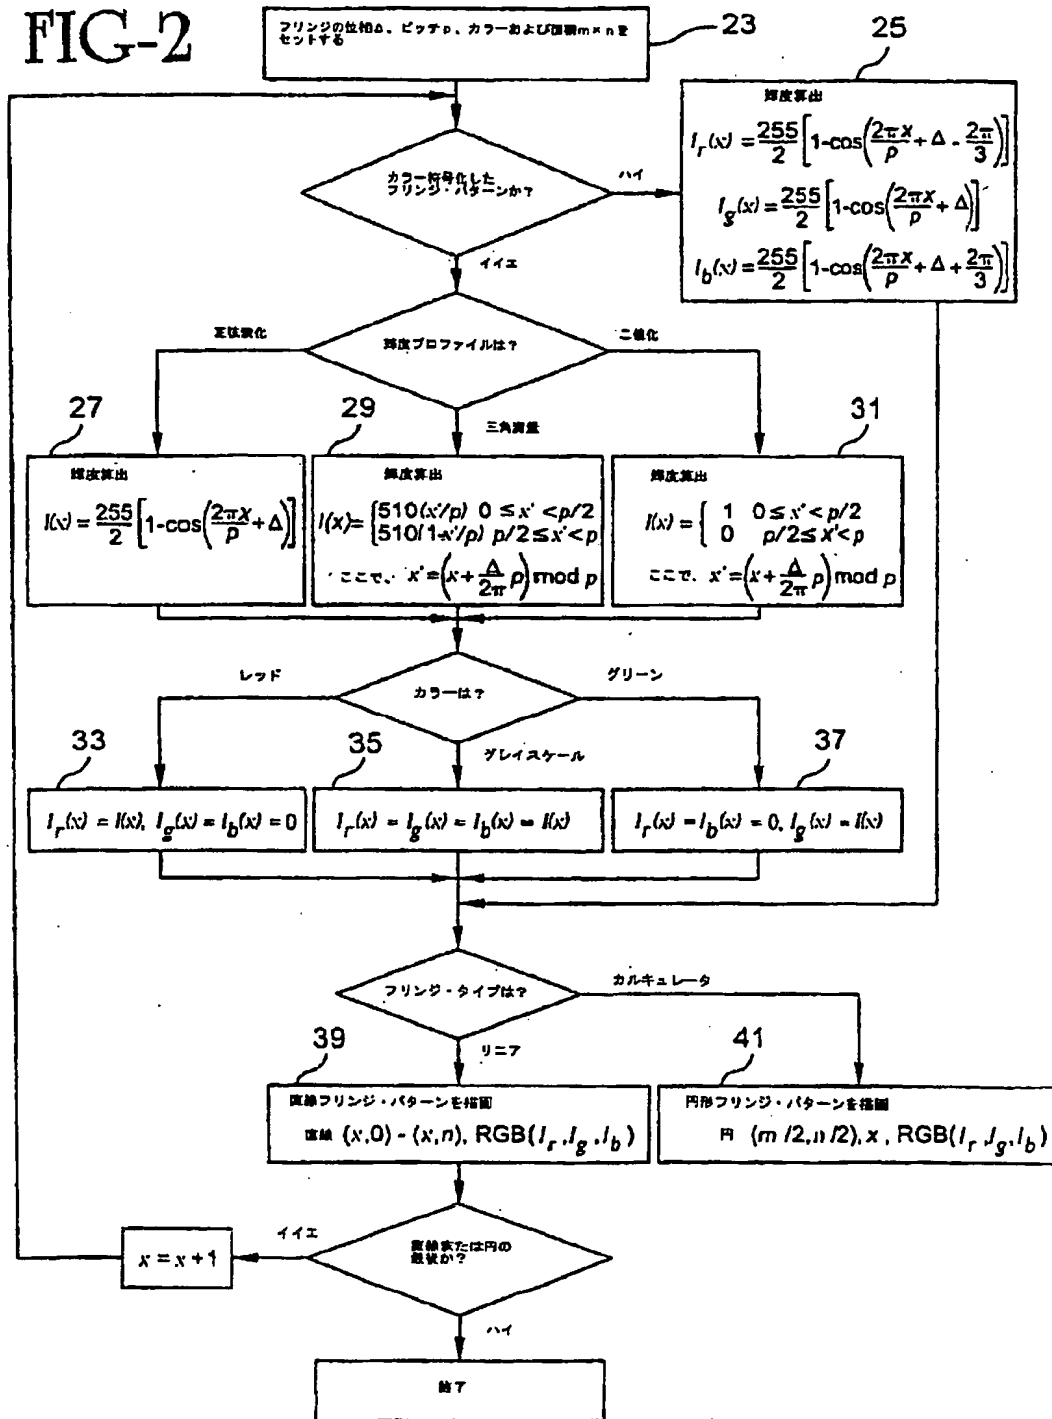 FIG-2
フリンジの位相Δ、ピッチp、カラーおよび面積m×nを
セットする
23
25
輝度算出
I_r(x) = 255/2 [1-cos(2πx/p + Δ - 2π/3)]
I_g(x) = 255/2 [1-cos(2πx/p + Δ)]
I_b(x) = 255/2 [1-cos(2πx/p + Δ + 2π/3)]
カラー符号化した
フリンジ・パターンか?
ハイ
イイエ
輝度プロファイルは?
正弦波化
二値化
三角測量
27
輝度算出
I(x) = 255/2 [1-cos(2πx/p + Δ)]
29
輝度算出
I(x) = {510(x'/p) 0 ≤ x' < p/2
{510(1-x'/p) p/2 ≤ x' < p
ここで、 x' = (x + Δ/2π p) mod p
31
輝度算出
I(x) = { 1 0 ≤ x' < p/2
0 p/2 ≤ x' < p
ここで、 x' = (x + Δ/2π p) mod p
カラーは?
レッド
グリーン
グレイスケール
33
I_r(x) = I(x), I_g(x) = I_b(x) = 0
35
I_r(x) = I_g(x) = I_b(x) = I(x)
37
I_r(x) = I_b(x) = 0, I_g(x) = I(x)
フリンジ・タイプは?
カルキュレータ
リニア
39
直線フリンジ・パターンを描画
直線 (x,0) - (x,n), RGB(I_r, I_g, I_b)
41
円形フリンジ・パターンを描画
円 (m/2, n/2), x, RGB(I_r, I_g, I_b)
直線または円の
最後か?
イイエ
x = x+1
ハイ
終了